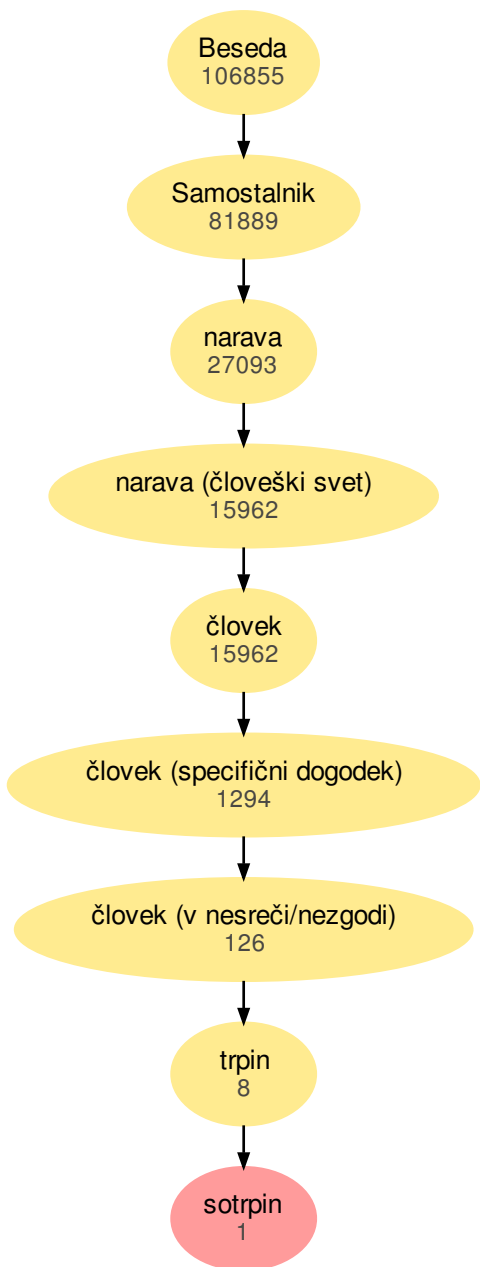 Beseda
106855
Samostalnik
81889
narava
27093
narava (človeški svet)
15962
človek
15962
človek (specifični dogodek)
1294
človek (v nesreči/nezgodi)
126
trpin
8
sotrpin
1